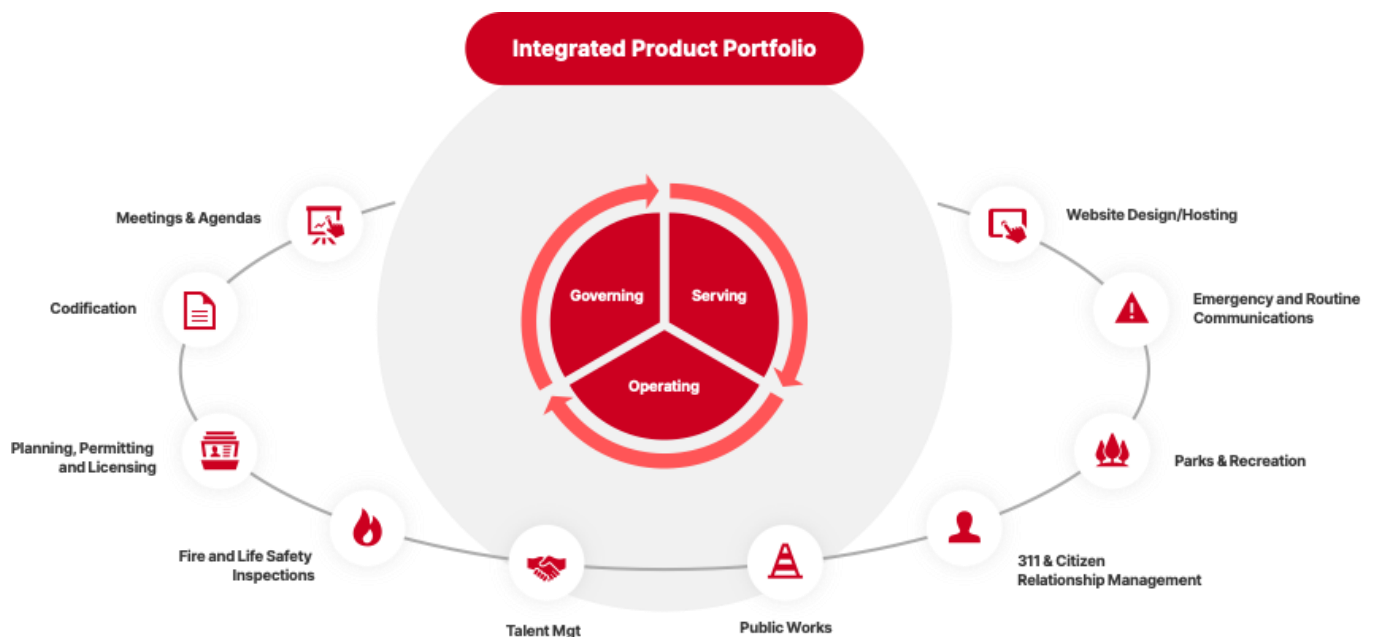 Integrated Product Portfolio
Meetings & Agendas
Website Design/Hosting
Codification
Governing
Serving
Emergency and Routine
Communications
Operating
Planning, Permitting
and Licensing
Parks & Recreation
Fire and Life Safety
Inspections
311 & Citizen
Relationship Management
Talent Mgt
Public Works